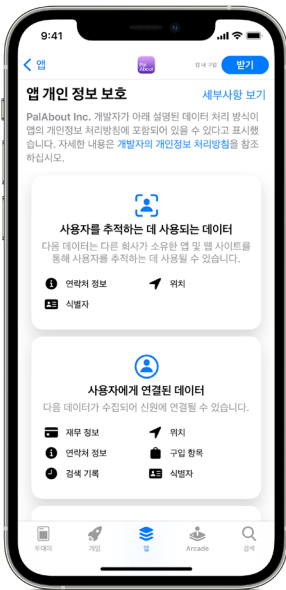 9:41
앱
Pal About
앱 내 구입
받기
앱 개인 정보 보호
세부사항 보기
PalAbout Inc. 개발자가 아래 설명된 데이터 처리 방식이
앱의 개인정보 처리방침에 포함되어 있을 수 있다고 표시했
습니다. 자세한 내용은 개발자의 개인정보 처리방침을 참조
하십시오.
사용자를 추적하는 데 사용되는 데이터
다음 데이터는 다른 회사가 소유한 앱 및 웹 사이트를
통해 사용자를 추적하는 데 사용될 수 있습니다.
연락처 정보
위치
식별자
사용자에게 연결된 데이터
다음 데이터가 수집되어 신원에 연결될 수 있습니다.
재무 정보
위치
연락처 정보
구입 항목
검색 기록
식별자
투데이
게임
앱
Arcade
검색